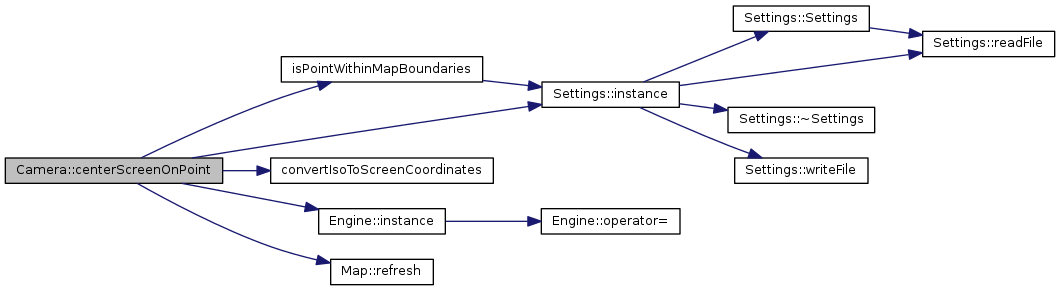 Camera::centerScreenOnPoint
isPointWithinMapBoundaries
Settings::instance
Settings::Settings
Settings::readFile
Settings::~Settings
Settings::writeFile
convertIsoToScreenCoordinates
Engine::instance
Engine::operator=
Map::refresh